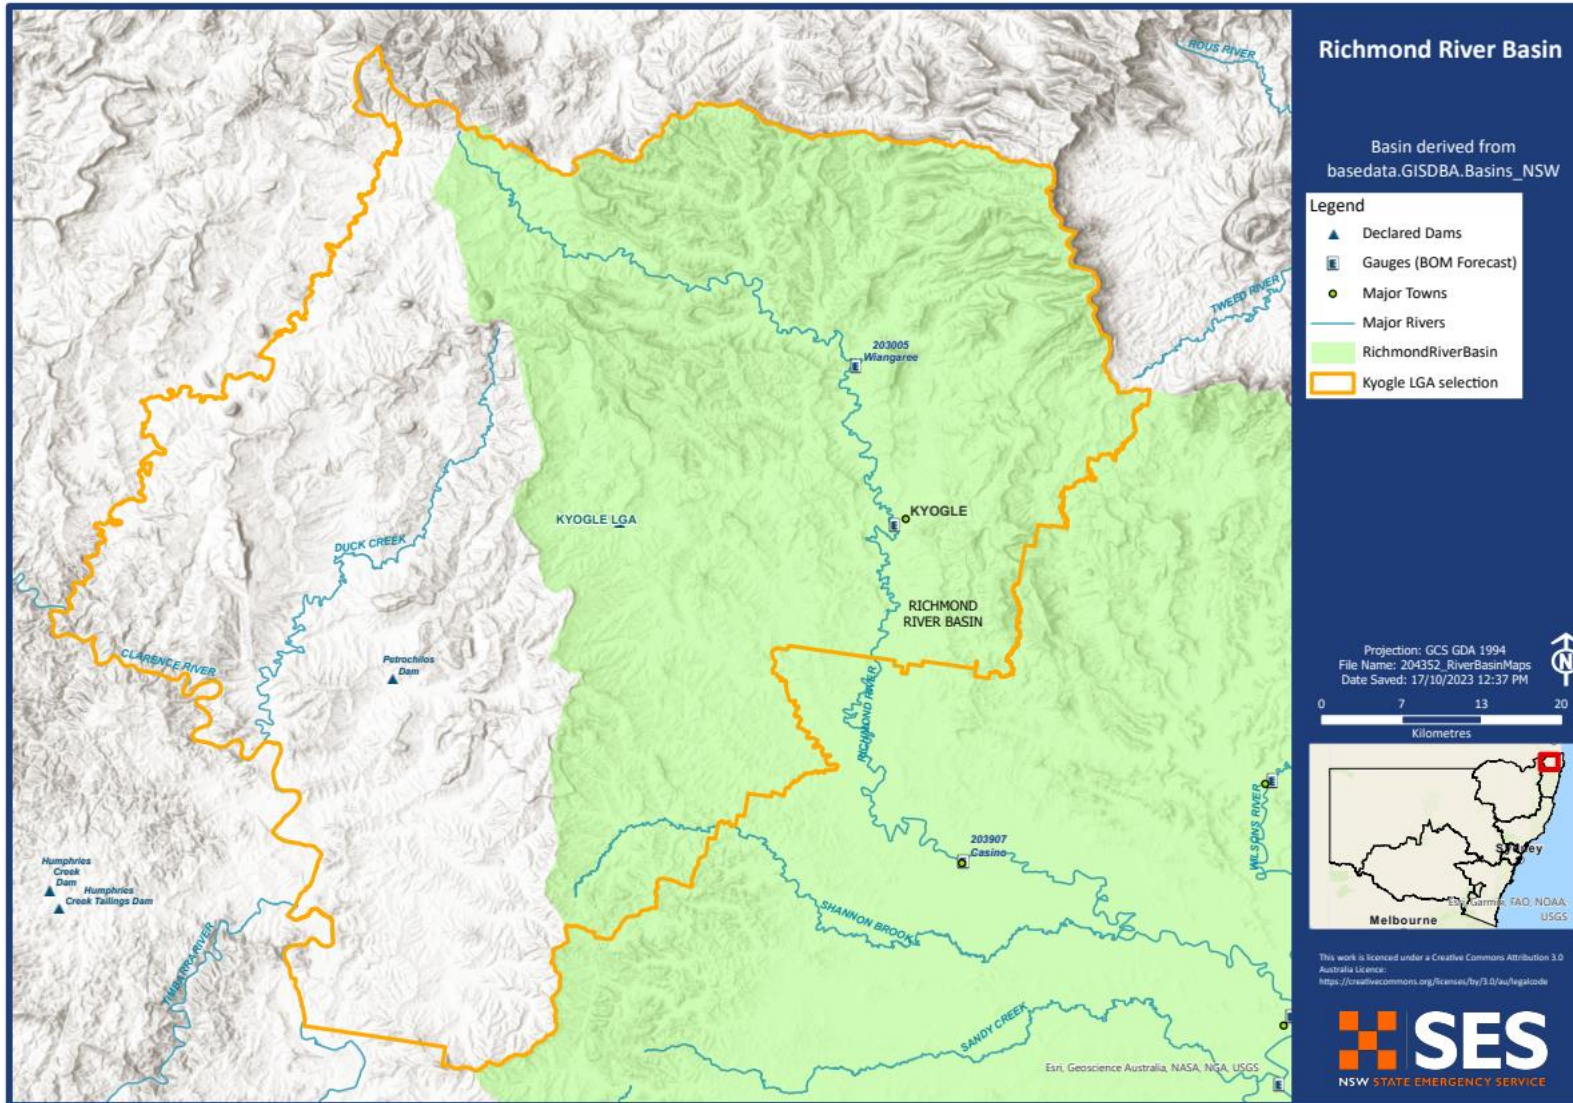 ROUS RIVER
TWEED RIVER
203005
Wiangaree
KYOGLE LGA
KYOGLE
DUCK CREEK
RICHMOND
RIVER BASIN
CLARENCE RIVER
Petrochilos
Dam
RICHMOND RIVER
WILSONS RIVER
203907
Casino
Humphries
Creek
Dam
Humphries
Creek Tailings Dam
SHANNON BROOK
TIMBARRA RIVER
SANDY CREEK
Esri, Geoscience Australia, NASA, NGA, USGS
Richmond River Basin
Basin derived from
basedata.GISDBA.Basins_NSW
Legend
Declared Dams
E Gauges (BOM Forecast)
Major Towns
Major Rivers
RichmondRiverBasin
Kyogle LGA selection
Projection: GCS GDA 1994
File Name: 204352_RiverBasinMaps
Date Saved: 17/10/2023 12:37 PM
N
0 7 13 20
Kilometres
Sydney
Esri, Garmin, FAO, NOAA,
USGS
Melbourne
This work is licenced under a Creative Commons Attribution 3.0
Australia Licence:
https://creativecommons.org/licenses/by/3.0/au/legalcode
SES
NSW STATE EMERGENCY SERVICE